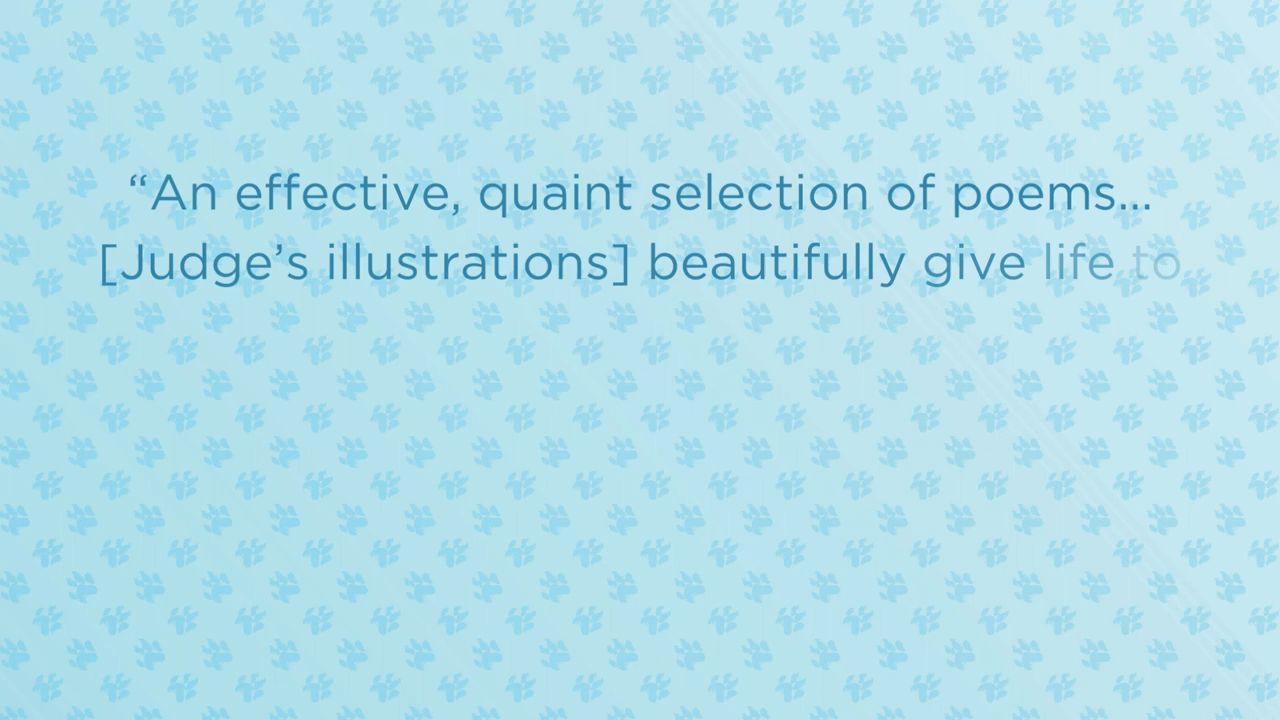 “An effective, quaint selection of poems...
[Judge’s illustrations] beautifully give life to